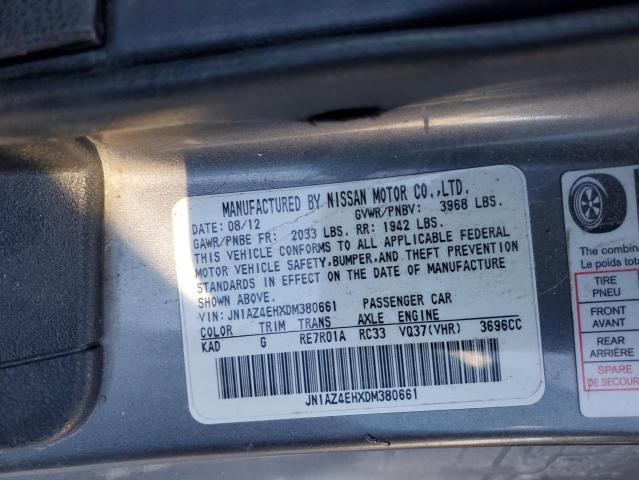 MANUFACTURED BY NISSAN MOTOR CO.,LTD.
DATE: 08/12 GVWR/PNBV: 3968 LBS.
GAWR/PNBE FR: 2033 LBS. RR: 1942 LBS.
THIS VEHICLE CONFORMS TO ALL APPLICABLE FEDERAL
MOTOR VEHICLE SAFETY, BUMPER, AND THEFT PREVENTION
STANDARDS IN EFFECT ON THE DATE OF MANUFACTURE
SHOWN ABOVE.
VIN: JN1AZ4EHXDM380661 PASSENGER CAR
COLOR TRIM TRANS AXLE ENGINE
KAD G RE7R01A RC33 VQ37(VHR) 3696CC
JN1AZ4EHXDM380661
The combin
Le poids tota
TIRE
PNEU
FRONT
AVANT
REAR
ARRIÈRE
SPARE
DE SECOUR